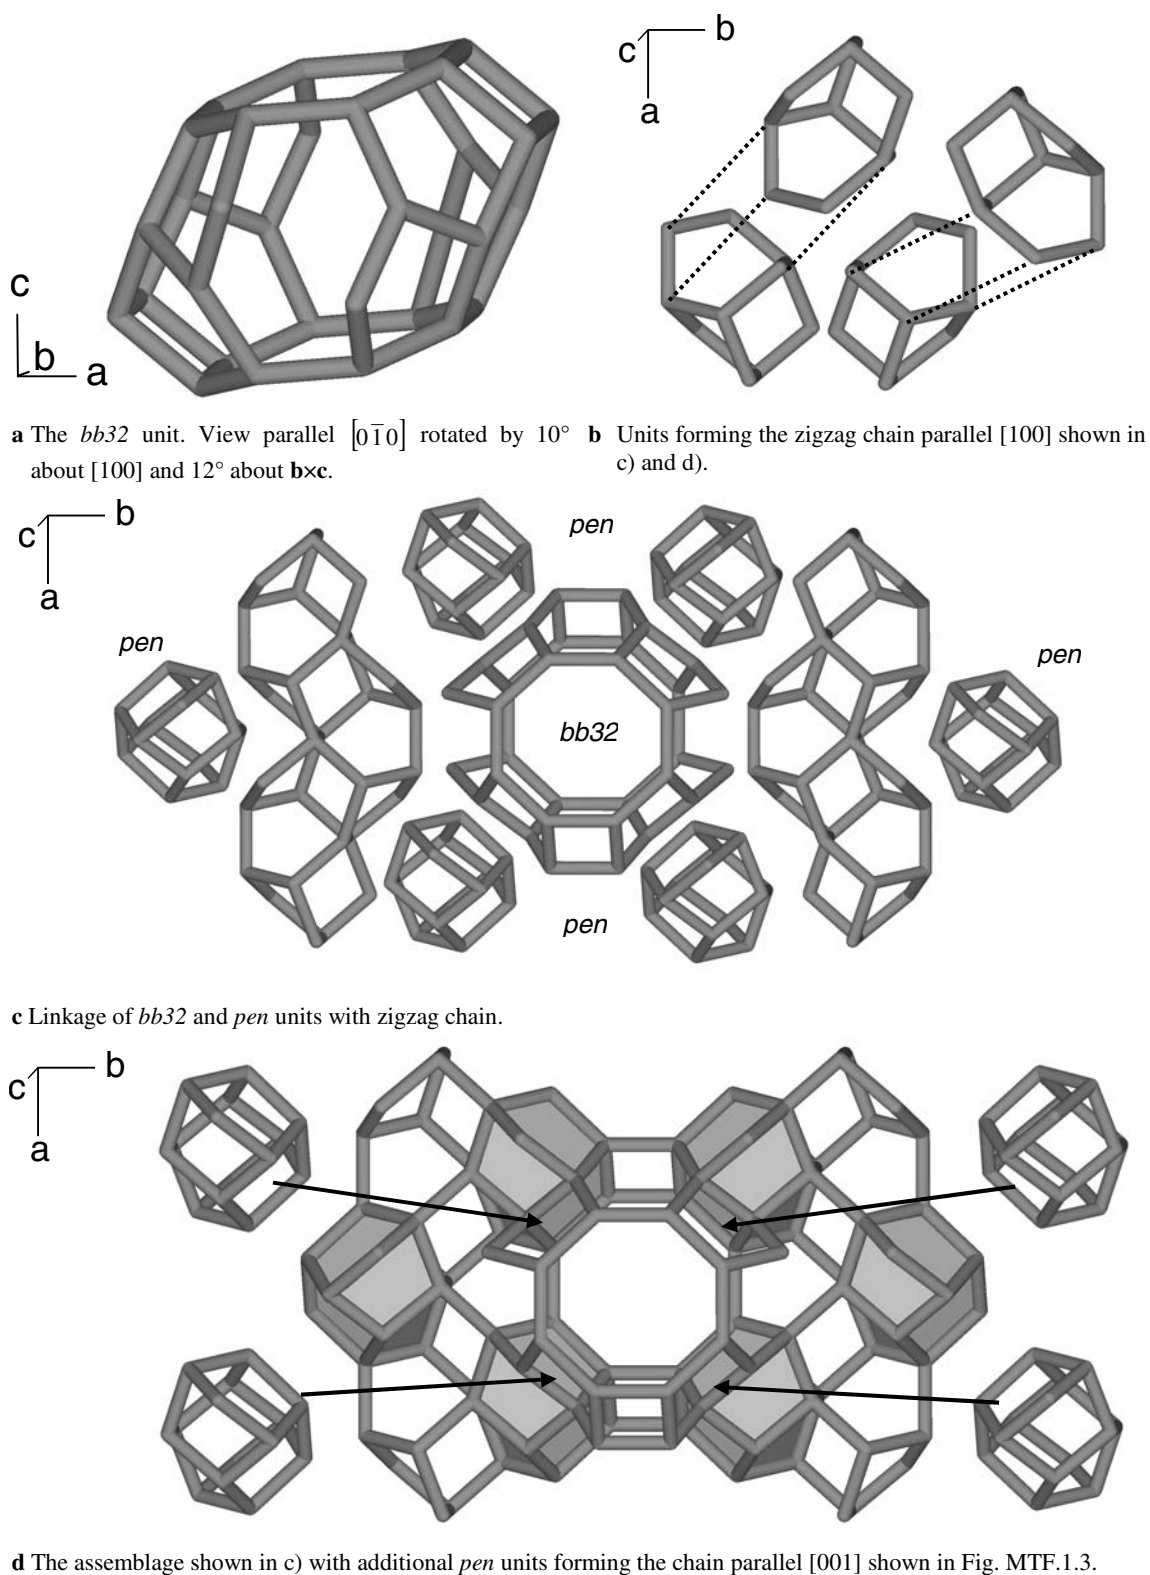 c
b
a
c
b
a
a The bb32 unit. View parallel [0 1̅ 0] rotated by 10°
about [100] and 12° about b×c.
b Units forming the zigzag chain parallel [100] shown in
c) and d).
c
b
a
pen
pen
pen
bb32
pen
c Linkage of bb32 and pen units with zigzag chain.
c
b
a
d The assemblage shown in c) with additional pen units forming the chain parallel [001] shown in Fig. MTF.1.3.